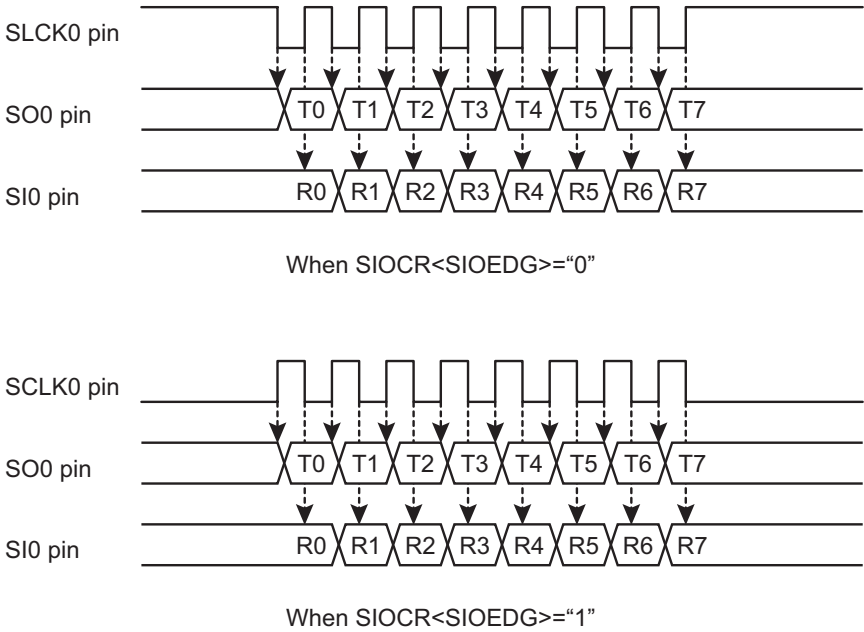 SLCK0 pin
SO0 pin T0 T1 T2 T3 T4 T5 T6 T7
SI0 pin R0 R1 R2 R3 R4 R5 R6 R7
When SIOCR<SIOEDG>=“0”
SCLK0 pin
SO0 pin T0 T1 T2 T3 T4 T5 T6 T7
SI0 pin R0 R1 R2 R3 R4 R5 R6 R7
When SIOCR<SIOEDG>=“1”